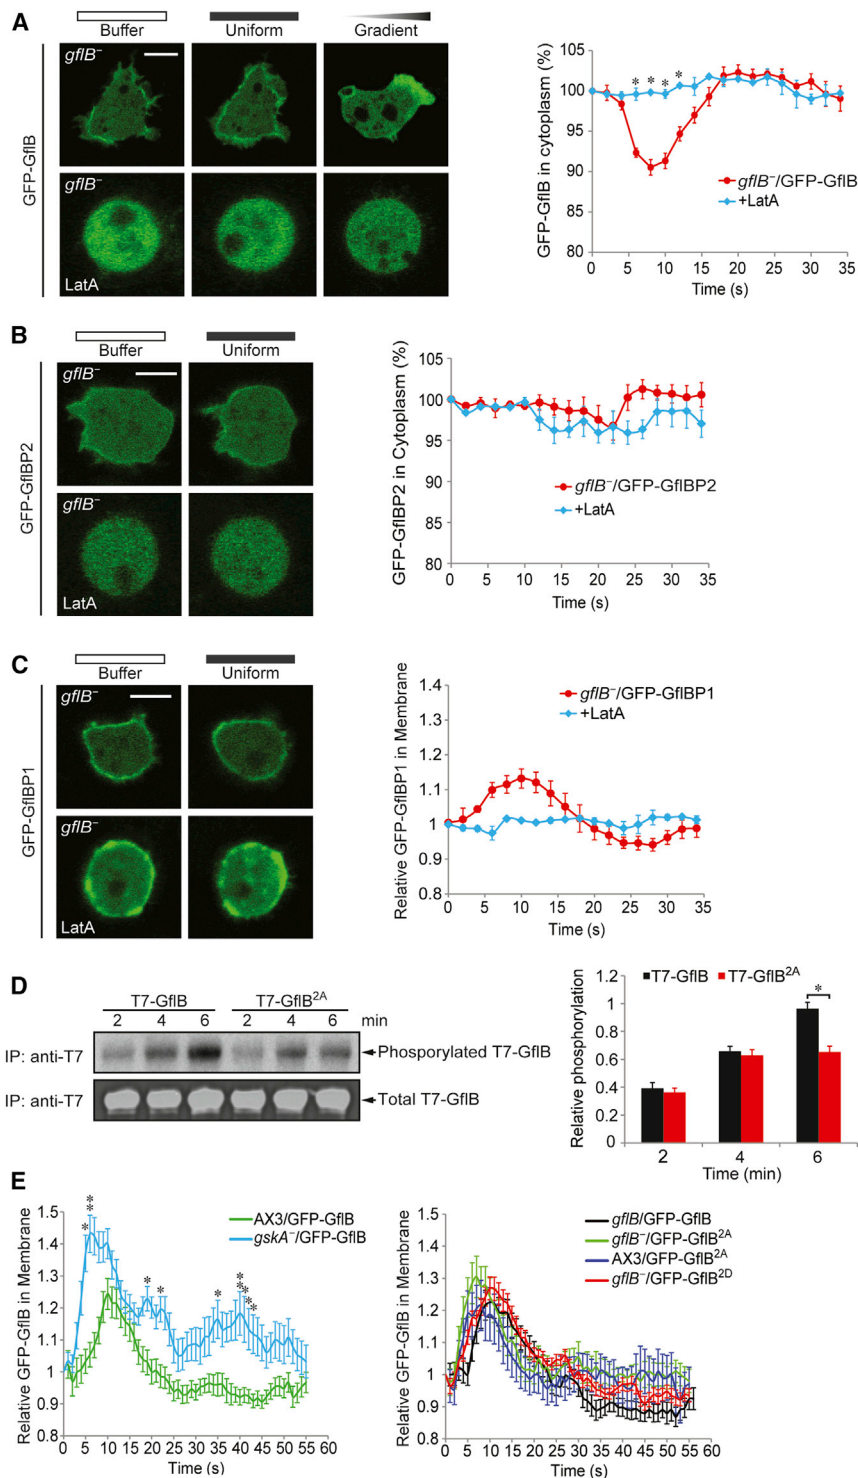 A
Buffer
Uniform
Gradient
GFP-GflB
gflB–
gflB–
LatA
GFP-GflB in cytoplasm (%)
105
100
95
90
85
80
gflB–/GFP-GflB
+LatA
* * * *
0 5 10 15 20 25 30 35
Time (s)
B
Buffer
Uniform
GFP-GflBP2
gflB–
gflB–
LatA
GFP-GflBP2 in Cytoplasm (%)
105
100
95
90
85
80
gflB–/GFP-GflBP2
+LatA
0 5 10 15 20 25 30 35
Time (s)
C
Buffer
Uniform
GFP-GflBP1
gflB–
gflB–
LatA
Relative GFP-GflBP1 in Membrane
1.4
1.3
1.2
1.1
1
0.9
0.8
gflB–/GFP-GflBP1
+LatA
0 5 10 15 20 25 30 35
Time (s)
D
T7-GflB T7-GflB2A
2 4 6 2 4 6 min
IP: anti-T7 Phosporylated T7-GflB
IP: anti-T7 Total T7-GflB
Relative phosphorylation
1.2
1
0.8
0.6
0.4
0.2
0
T7-GflB T7-GflB2A
*
2 4 6
Time (min)
E
Relative GFP-GflB in Membrane
1.5
1.4
1.3
1.2
1.1
1.0
0.9
0.8
AX3/GFP-GflB
gskA–/GFP-GflB
* * * * * * * * * *
0 5 10 15 20 25 30 35 40 45 50 55 60
Time (s)
Relative GFP-GflB in Membrane
1.5
1.4
1.3
1.2
1.1
1.0
0.9
0.8
gflB/GFP-GflB
gflB–/GFP-GflB2A
AX3/GFP-GflB2A
gflB–/GFP-GflB2D
0 5 10 15 20 25 30 35 40 45 50 55 60
Time (s)